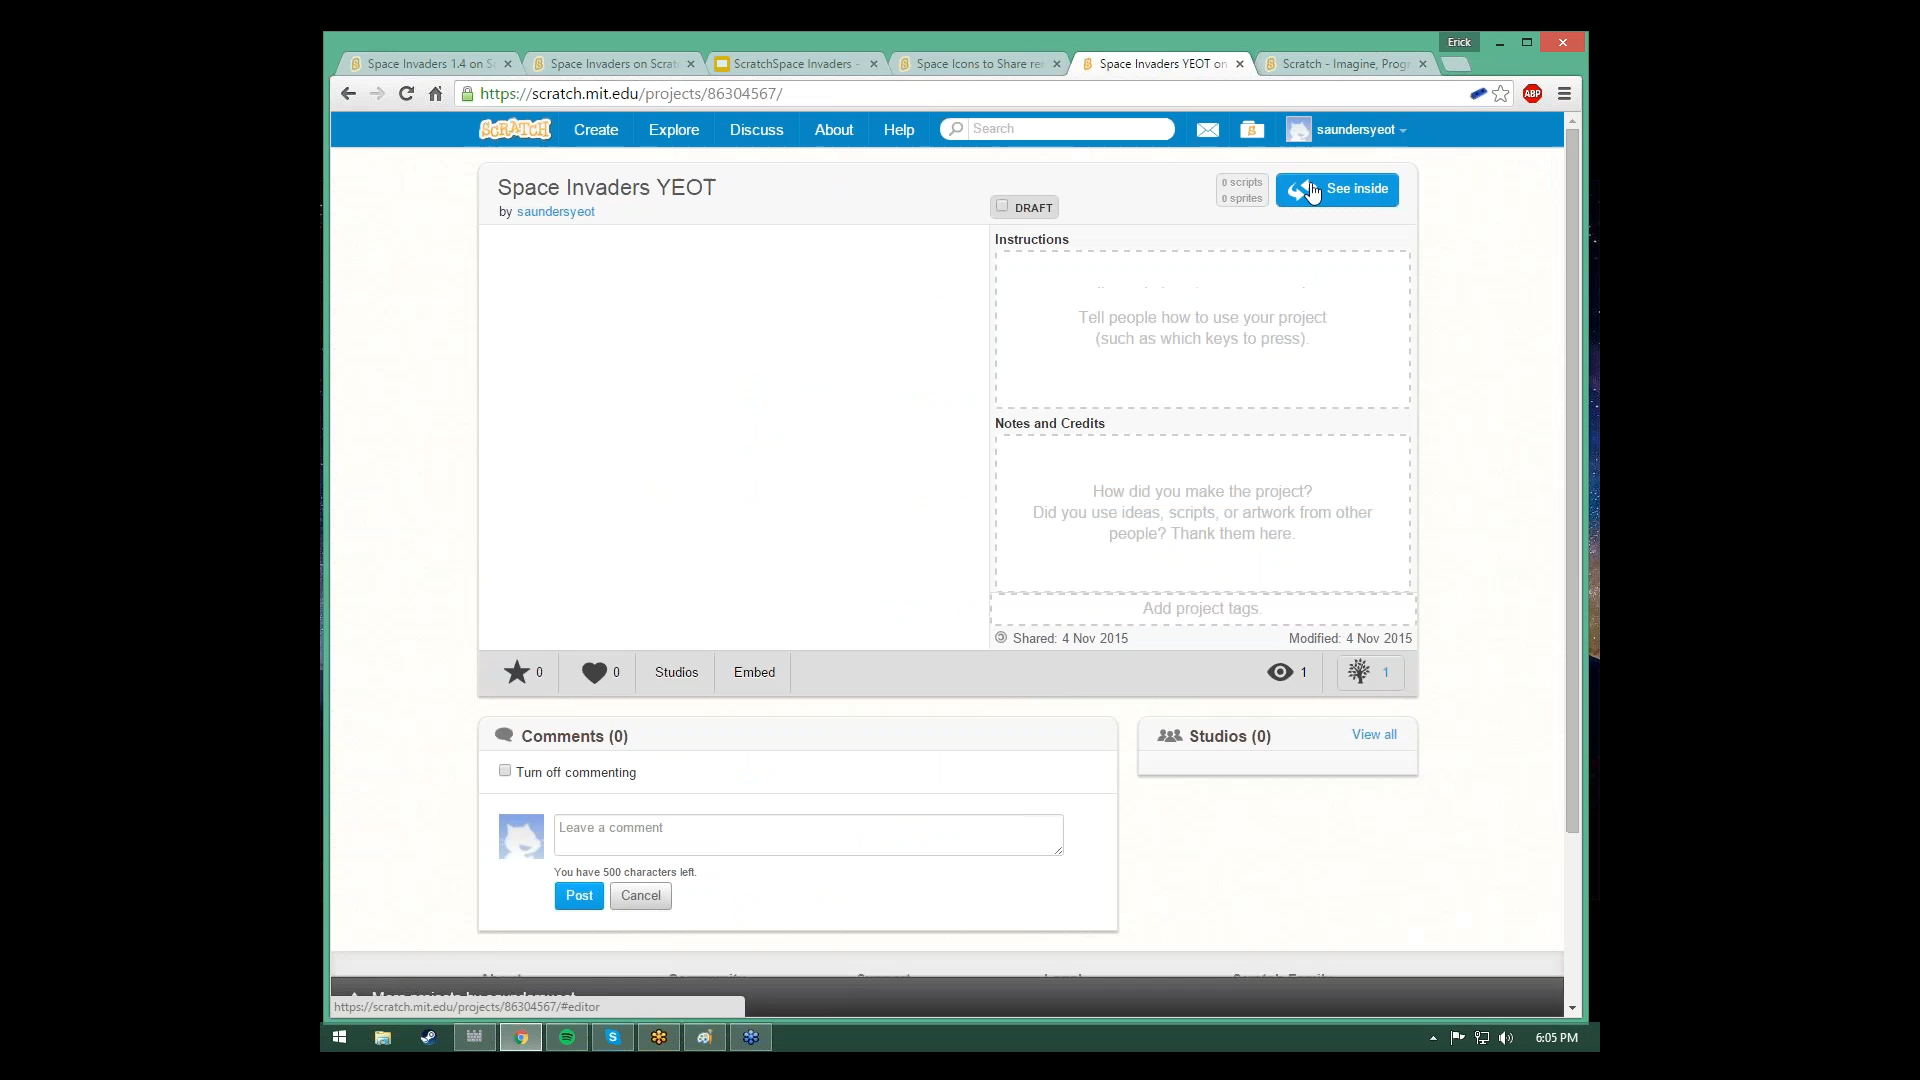 Erick
Space Invaders 1.4 on S
Space Invaders on Scrat
ScratchSpace Invaders -
Space Icons to Share re
Space Invaders YEOT on
Scratch - Imagine, Progr
https://scratch.mit.edu/projects/86304567/
ABP
SCRATCH
Create
Explore
Discuss
About
Help
Search
saundersyeot
Space Invaders YEOT
by saundersyeot
DRAFT
0 scripts
0 sprites
See inside
Instructions
Tell people how to use your project
(such as which keys to press).
Notes and Credits
How did you make the project?
Did you use ideas, scripts, or artwork from other
people? Thank them here.
Add project tags.
Shared: 4 Nov 2015
Modified: 4 Nov 2015
0
0
Studios
Embed
1
1
Comments (0)
Turn off commenting
Leave a comment
You have 500 characters left.
Post
Cancel
Studios (0)
View all
https://scratch.mit.edu/projects/86304567/#editor
6:05 PM